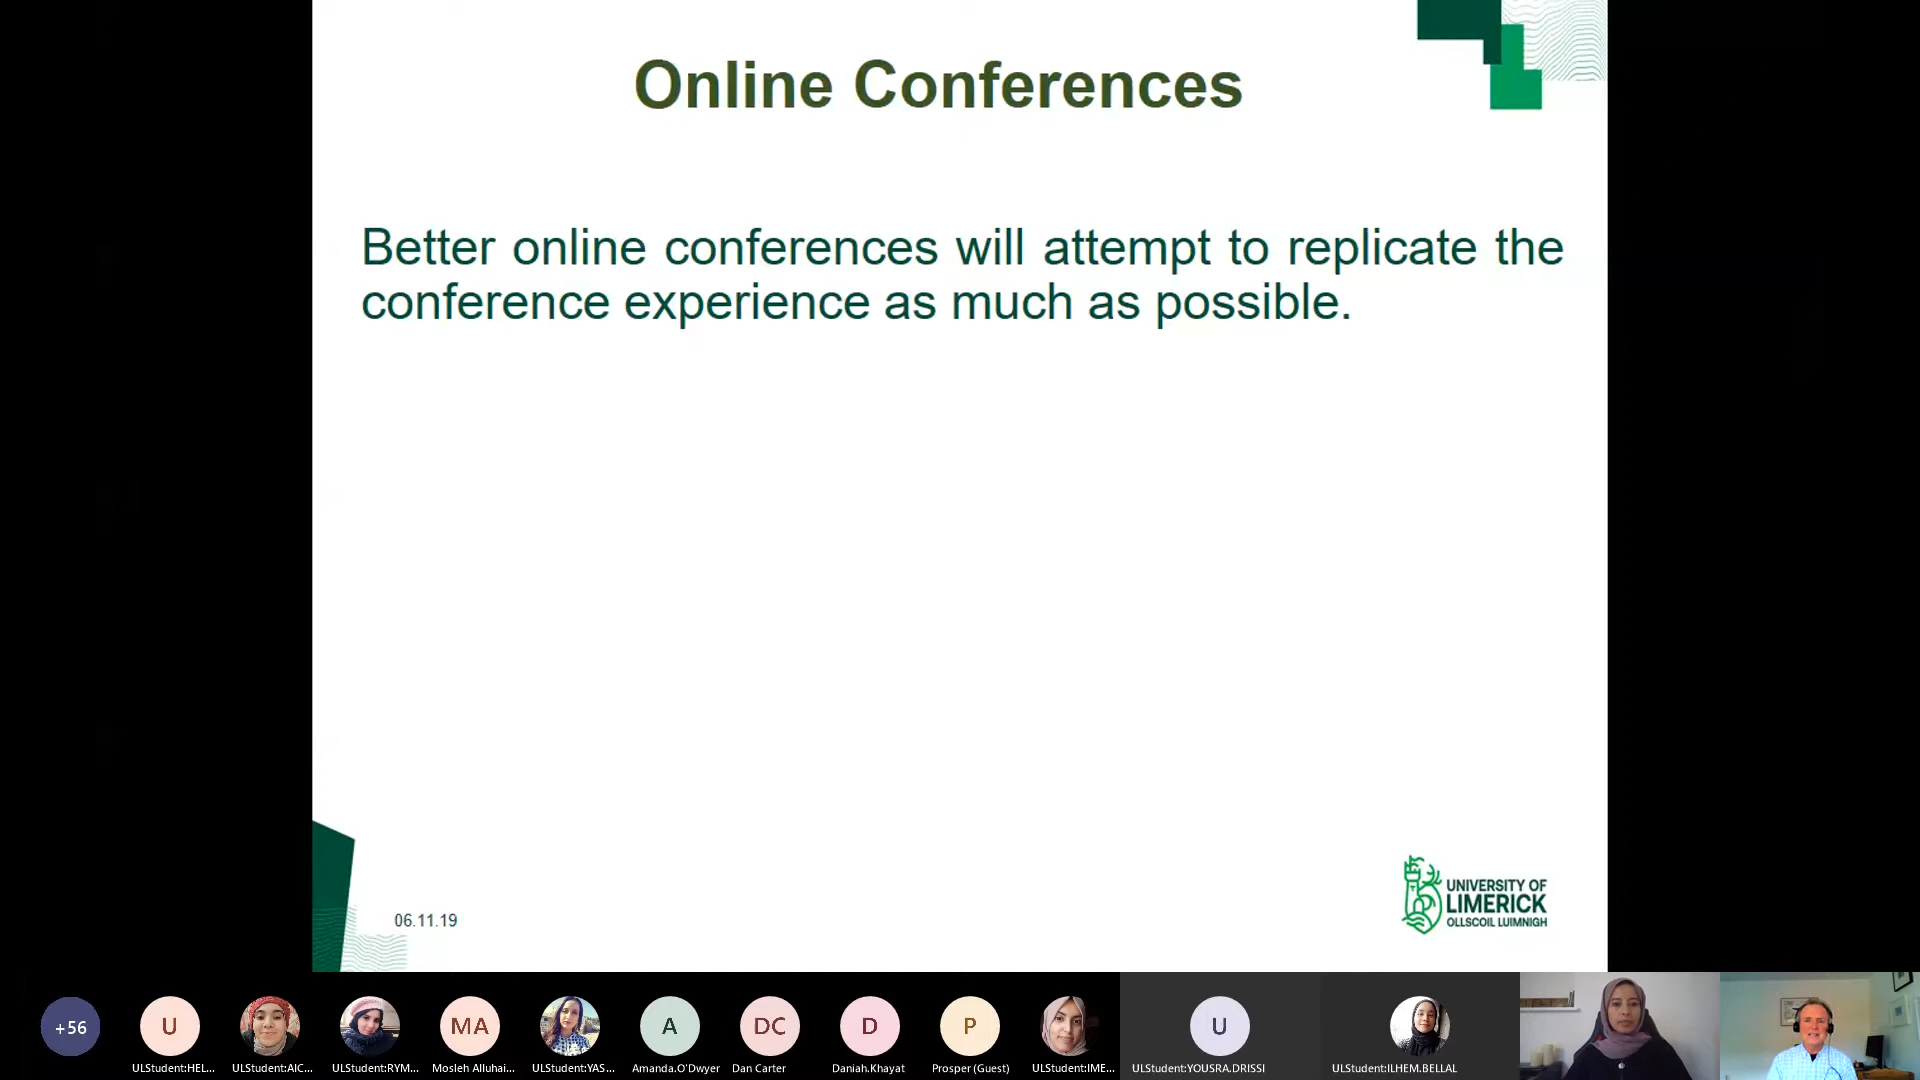 Online Conferences
Better online conferences will attempt to replicate the
conference experience as much as possible.
06.11.19
UNIVERSITY OF
LIMERICK
OLLSCOIL LUIMNIGH
+56
U
MA
A
DC
D
P
U
ULStudent:HEL...
ULStudent:AIC...
ULStudent:RYM...
Mosleh Alluhai...
ULStudent:YAS...
Amanda.O'Dwyer
Dan Carter
Daniah.Khayat
Prosper (Guest)
ULStudent:IME...
ULStudent:YOUSRA.DRISSI
ULStudent:ILHEM.BELLAL